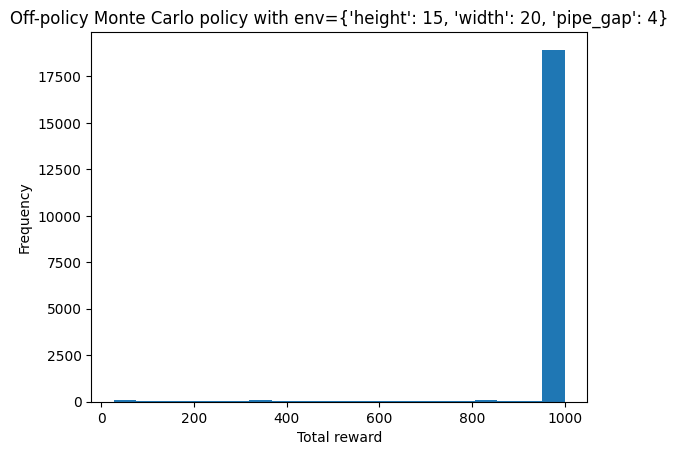 Off-policy Monte Carlo policy with env={'height': 15, 'width': 20, 'pipe_gap': 4}
17500
15000
12500
10000
7500
5000
2500
0
Frequency
0 200 400 600 800 1000
Total reward